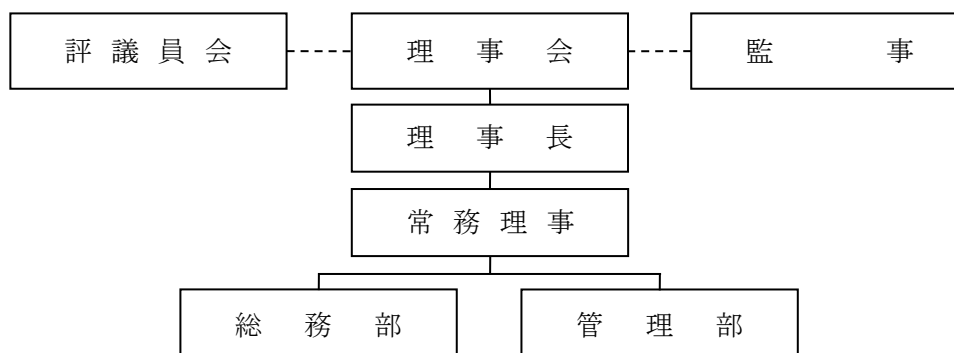 評議員会 理事会 監事
理事長
常務理事
総務部 管理部